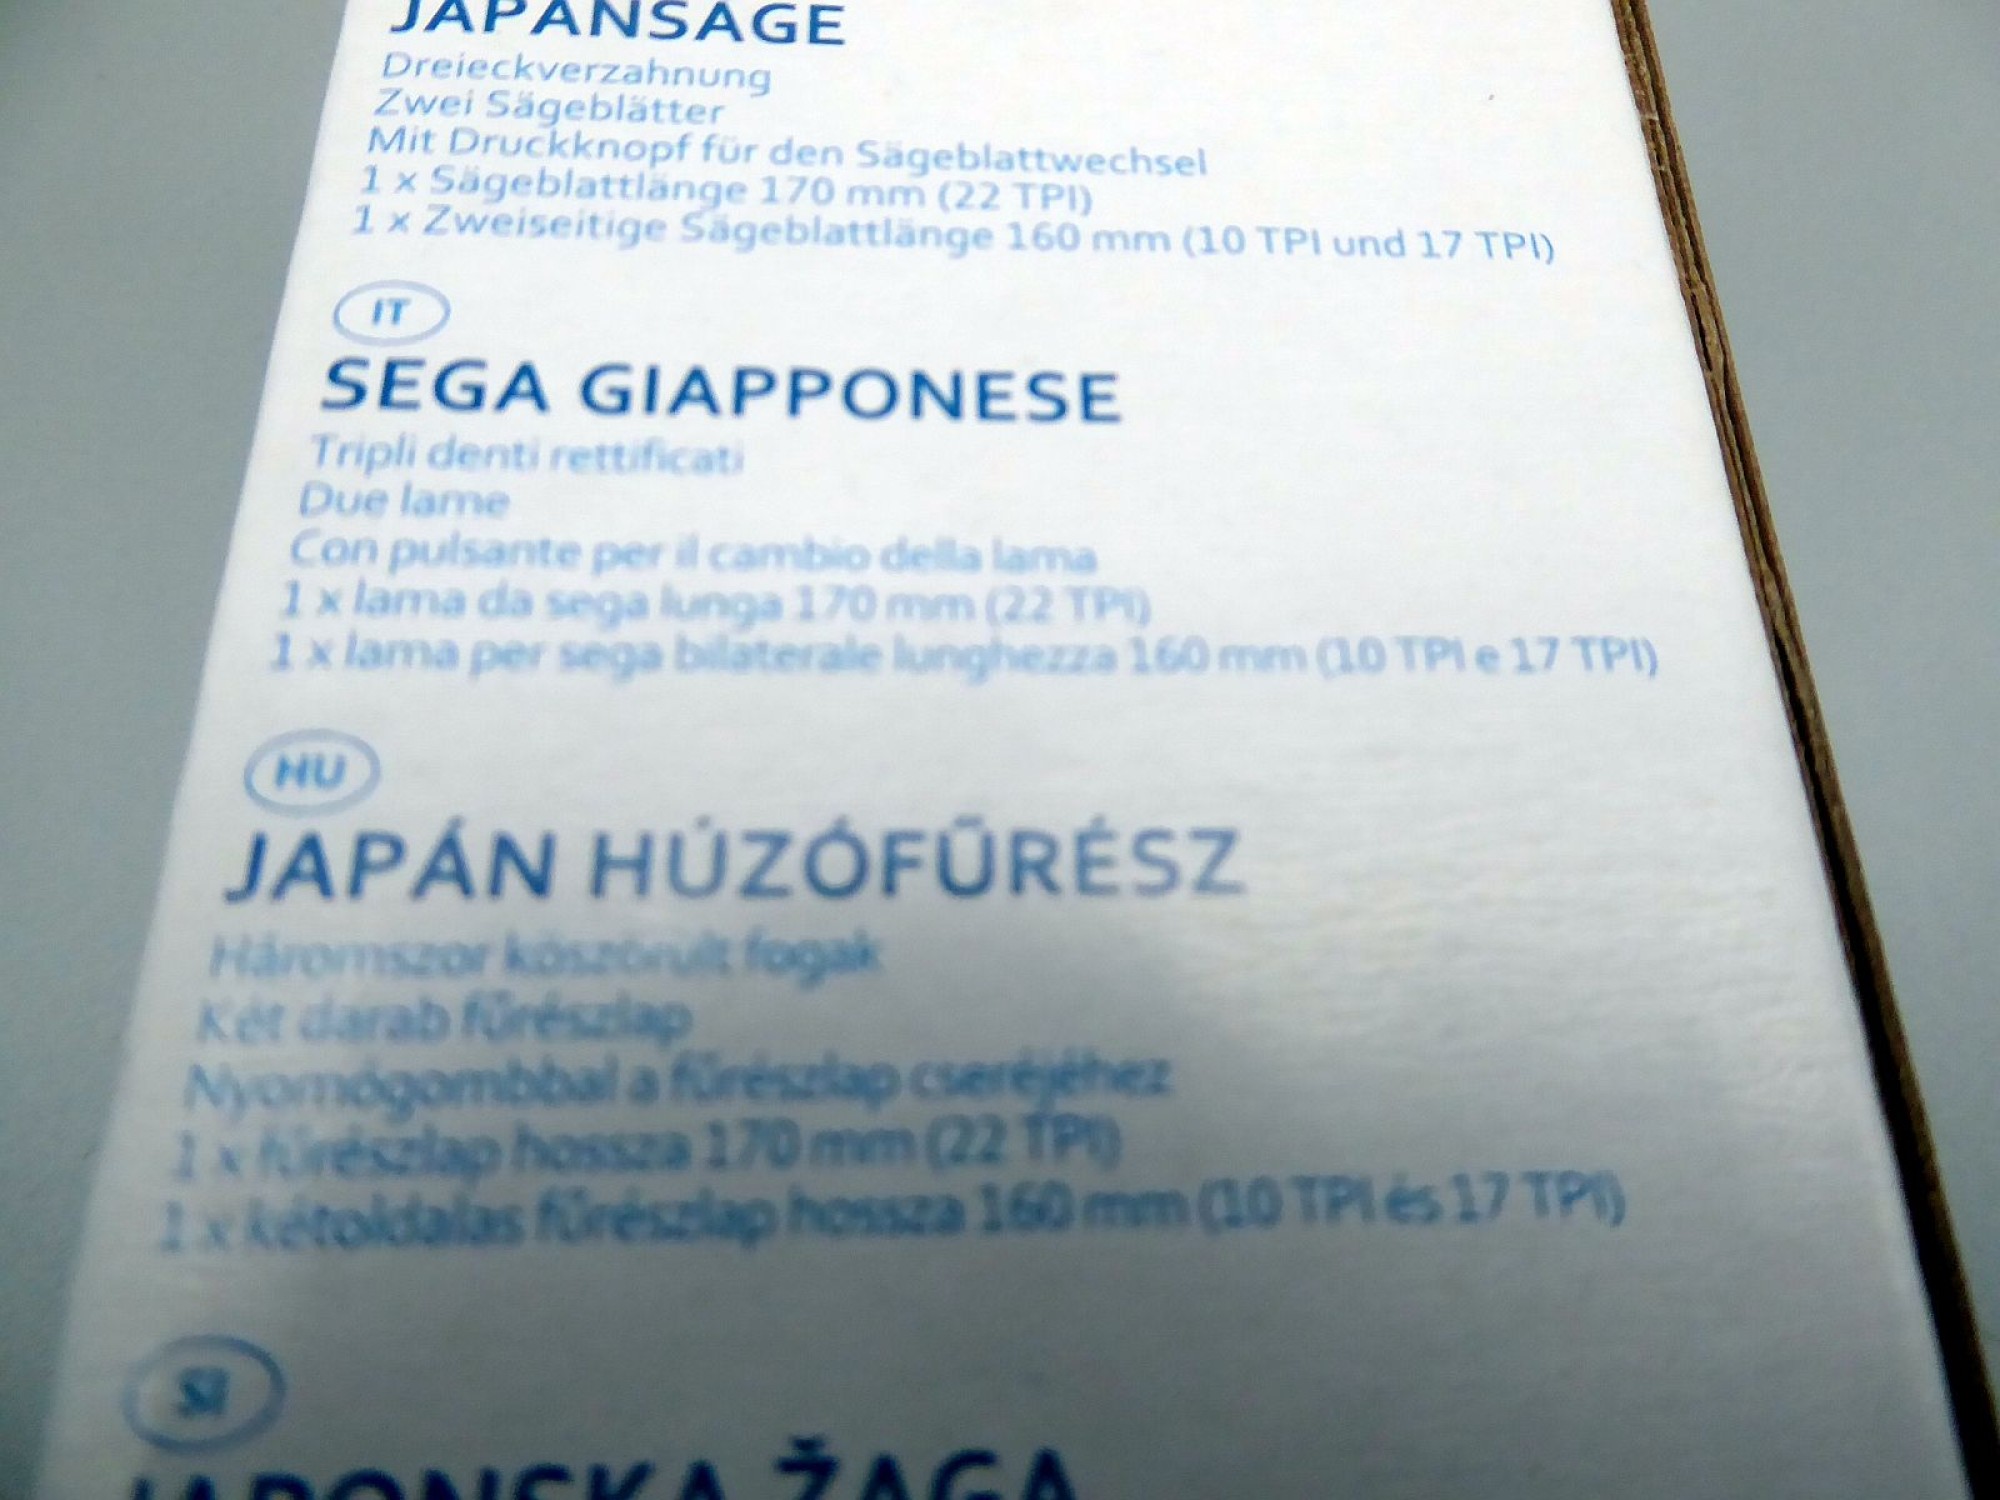 JAPANSÄGE
Dreieckverzahnung
Zwei Sägeblätter
Mit Druckknopf für den Sägeblattwechsel
1 x Sägeblattlänge 170 mm (22 TPI)
1 x Zweiseitige Sägeblattlänge 160 mm (10 TPI und 17 TPI)
IT
SEGA GIAPPONESE
Tripli denti rettificati
Due lame
Con pulsante per il cambio della lama
1 x lama da sega lunga 170 mm (22 TPI)
1 x lama per sega bilaterale lunghezza 160 mm (10 TPI e 17 TPI)
HU
JAPÁN HÚZÓFŰRÉSZ
Háromszor köszörült fogak
Két darab fűrészlap
Nyomógombbal a fűrészlap cseréjéhez
1 x fűrészlap hossza 170 mm (22 TPI)
1 x kétoldalas fűrészlap hossza 160 mm (10 TPI és 17 TPI)
SI
JAPONSKA ŽAGA